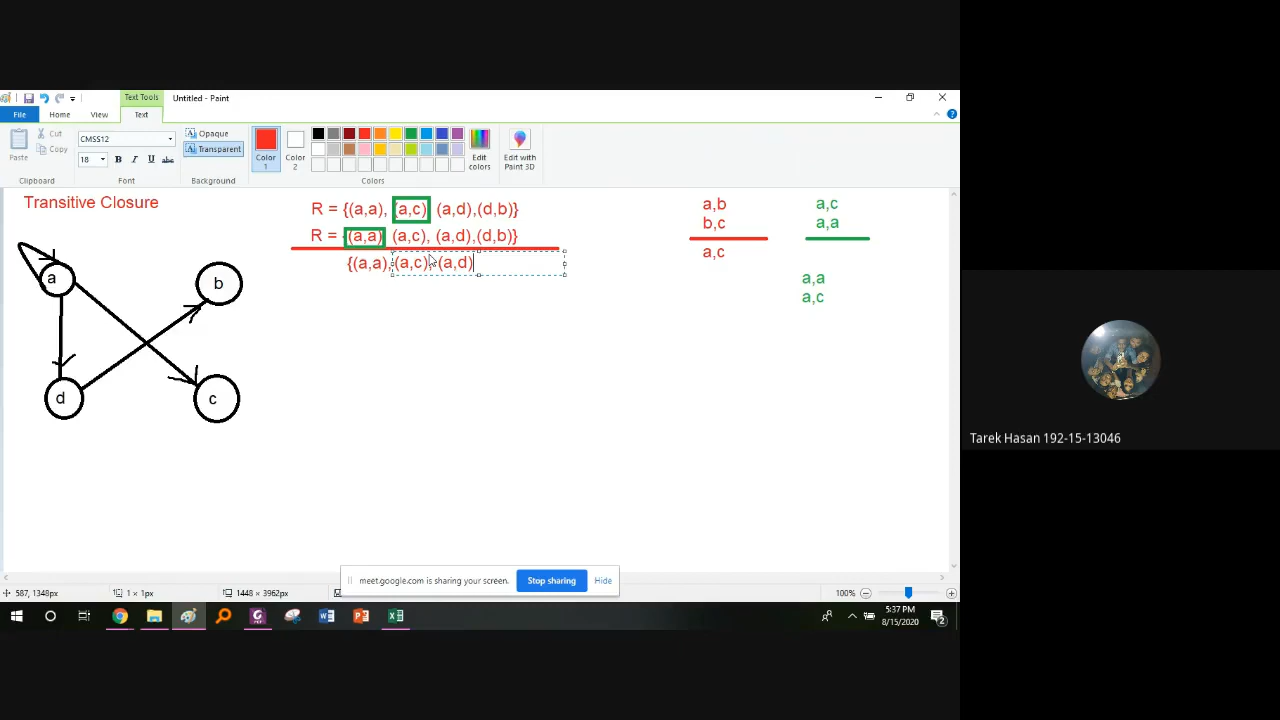 Text Tools
Untitled - Paint
File
Home
View
Text
Paste
Cut
Copy
Clipboard
CMSS12
18
B
I
U
abc
Font
Opaque
Transparent
Background
Color 1
Color 2
Edit colors
Colors
Edit with Paint 3D
Transitive Closure
R = {(a,a), (a,c) (a,d),(d,b)}
R = {(a,a) (a,c), (a,d),(d,b)}
{(a,a),(a,c),(a,d)
a,b
b,c
a,c
a,c
a,a
a,a
a,c
a
b
d
c
meet.google.com is sharing your screen.
Stop sharing
Hide
587, 1348px
1 × 1px
1448 × 3962px
100%
5:37 PM
8/15/2020
2
Tarek Hasan 192-15-13046